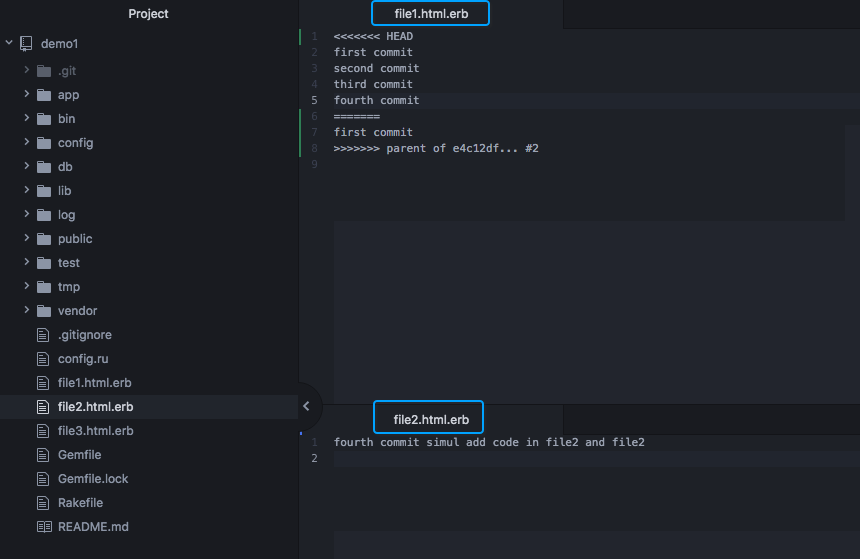 Project
demo1
.git
app
bin
config
db
lib
log
public
test
tmp
vendor
.gitignore
config.ru
file1.html.erb
file2.html.erb
file3.html.erb
Gemfile
Gemfile.lock
Rakefile
README.md
file1.html.erb
1 <<<<<<< HEAD
2 first commit
3 second commit
4 third commit
5 fourth commit
6 =======
7 first commit
8 >>>>>>> parent of e4c12df... #2
9
file2.html.erb
1 fourth commit simul add code in file2 and file2
2